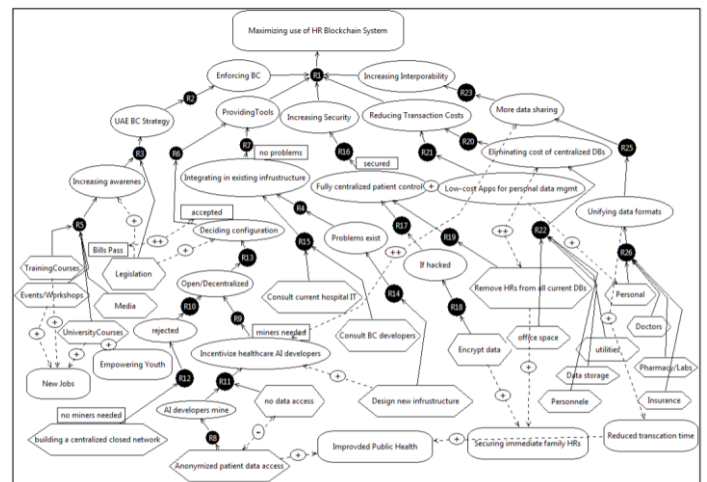 Maximizing use of HR Blockchain System
Enforcing BC
R1
Increasing Interporability
R2
R23
More data sharing
UAE BC Strategy
ProvidingTools
Increasing Security
Reducing Transaction Costs
R3
R6
R7
no problems
R16
secured
R21
R20
Eliminating cost of centralized DBs
R25
Increasing awarenes
Integrating in existing infrastructure
Fully centralized patient control
+
Low-cost Apps for personal data mgmt
+
accepted
R4
R5
Bills Pass
++
Deciding configuration
R17
R19
++
R22
Unifying data formats
TrainingCourses
Legislation
+
R15
Problems exist
++
+
R26
R13
If hacked
Events/Workshops
Media
Open/Decentralized
Consult current hospital IT
R14
Remove HRs from all current DBs
Personal
R10
R18
+
+
UniversityCourses
rejected
R9
miners needed
Consult BC developers
+
office space
Doctors
+
Empowering Youth
Incentivize healthcare AI developers
Encrypt data
utilities
Pharmacy/Labs
New Jobs
R12
R11
+
Data storage
no miners needed
AI developers mine
no data access
Design new infrastructure
Personnele
Insurance
building a centralized closed network
R8
-
+
+
Anonymized patient data access
+
Improvded Public Health
+
Securing immediate family HRs
Reduced transcation time